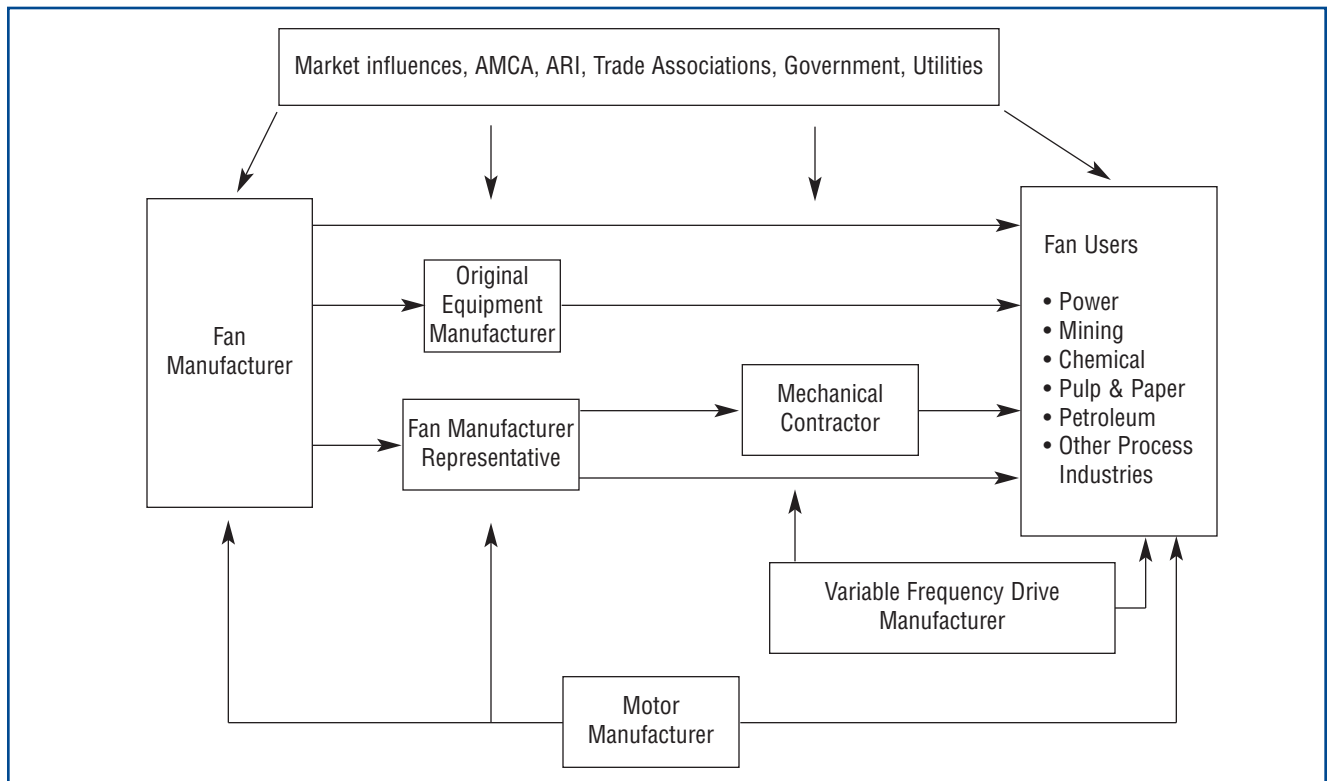 Market influences, AMCA, ARI, Trade Associations, Government, Utilities
Fan
Manufacturer
Original
Equipment
Manufacturer
Fan Manufacturer
Representative
Mechanical
Contractor
Fan Users
• Power
• Mining
• Chemical
• Pulp & Paper
• Petroleum
• Other Process
Industries
Variable Frequency Drive
Manufacturer
Motor
Manufacturer